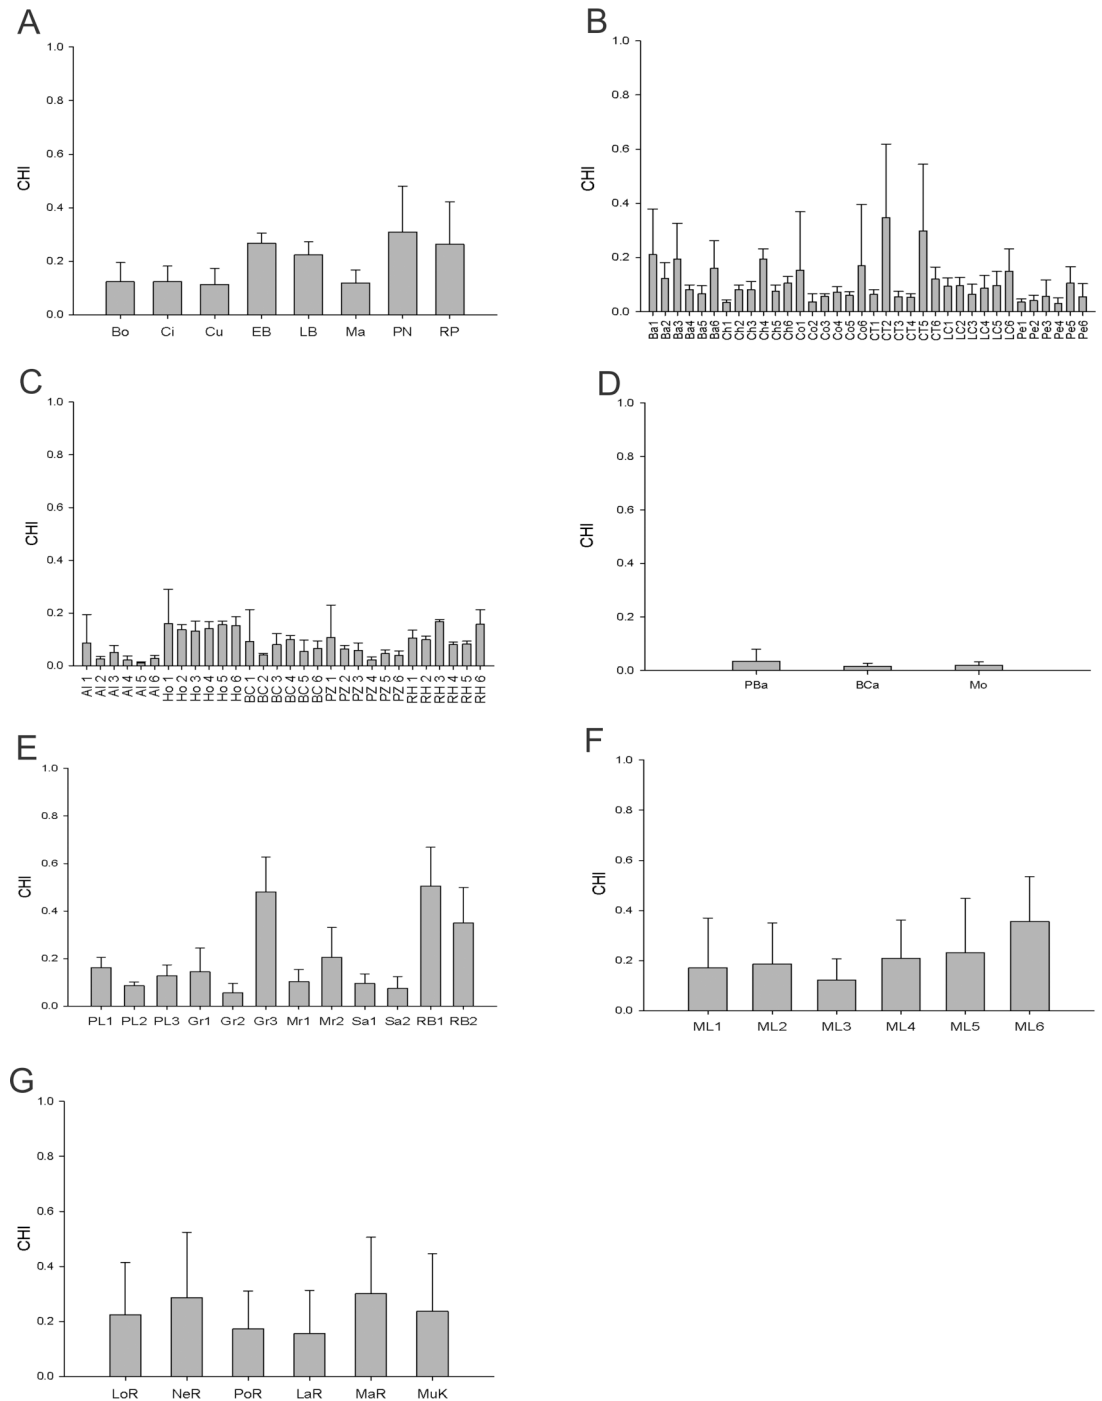 A
1.0
0.8
0.6
0.4
0.2
0.0
CHI
Bo Ci Cu EB LB Ma PN RP
B
1.0
0.8
0.6
0.4
0.2
0.0
CHI
Ba1 Ba2 Ba3 Ba4 Ba5 Ba6 Ch1 Ch2 Ch3 Ch4 Ch5 Ch6 Co1 Co2 Co3 Co4 Co5 Co6 CT1 CT2 CT3 CT4 CT5 CT6 LC1 LC2 LC3 LC4 LC5 LC6 Pe1 Pe2 Pe3 Pe4 Pe5 Pe6
C
1.0
0.8
0.6
0.4
0.2
0.0
CHI
Al 1 Al 2 Al 3 Al 4 Al 5 Al 6 Ho 1 Ho 2 Ho 3 Ho 4 Ho 5 Ho 6 BC 1 BC 2 BC 3 BC 4 BC 5 BC 6 PZ 1 PZ 2 PZ 3 PZ 4 PZ 5 PZ 6 RH 1 RH 2 RH 3 RH 4 RH 5 RH 6
D
1.0
0.8
0.6
0.4
0.2
0.0
CHI
PBa BCa Mo
E
1.0
0.8
0.6
0.4
0.2
0.0
CHI
PL1 PL2 PL3 Gr1 Gr2 Gr3 Mr1 Mr2 Sa1 Sa2 RB1 RB2
F
1.0
0.8
0.6
0.4
0.2
0.0
CHI
ML1 ML2 ML3 ML4 ML5 ML6
G
1.0
0.8
0.6
0.4
0.2
0.0
CHI
LoR NeR PoR LaR MaR MuK